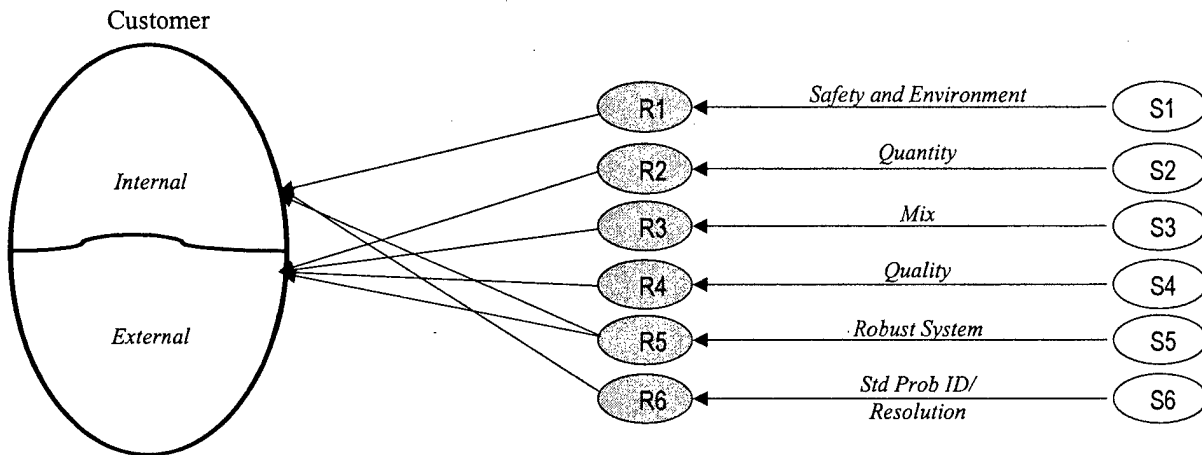 Customer
Internal
External
R1
Safety and Environment
S1
R2
Quantity
S2
R3
Mix
S3
R4
Quality
S4
R5
Robust System
S5
R6
Std Prob ID/
Resolution
S6